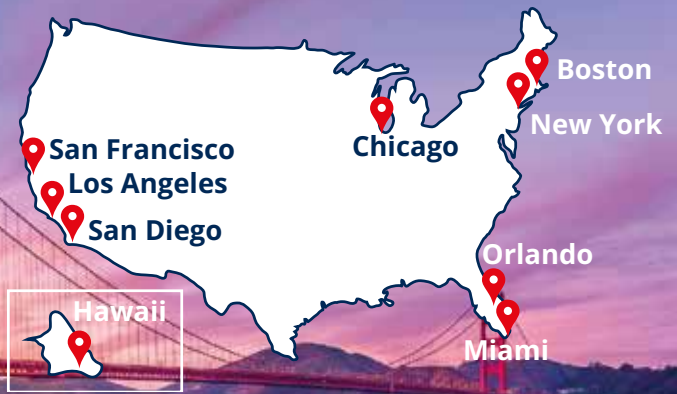 Boston
New York
Chicago
San Francisco
Los Angeles
San Diego
Orlando
Hawaii
Miami